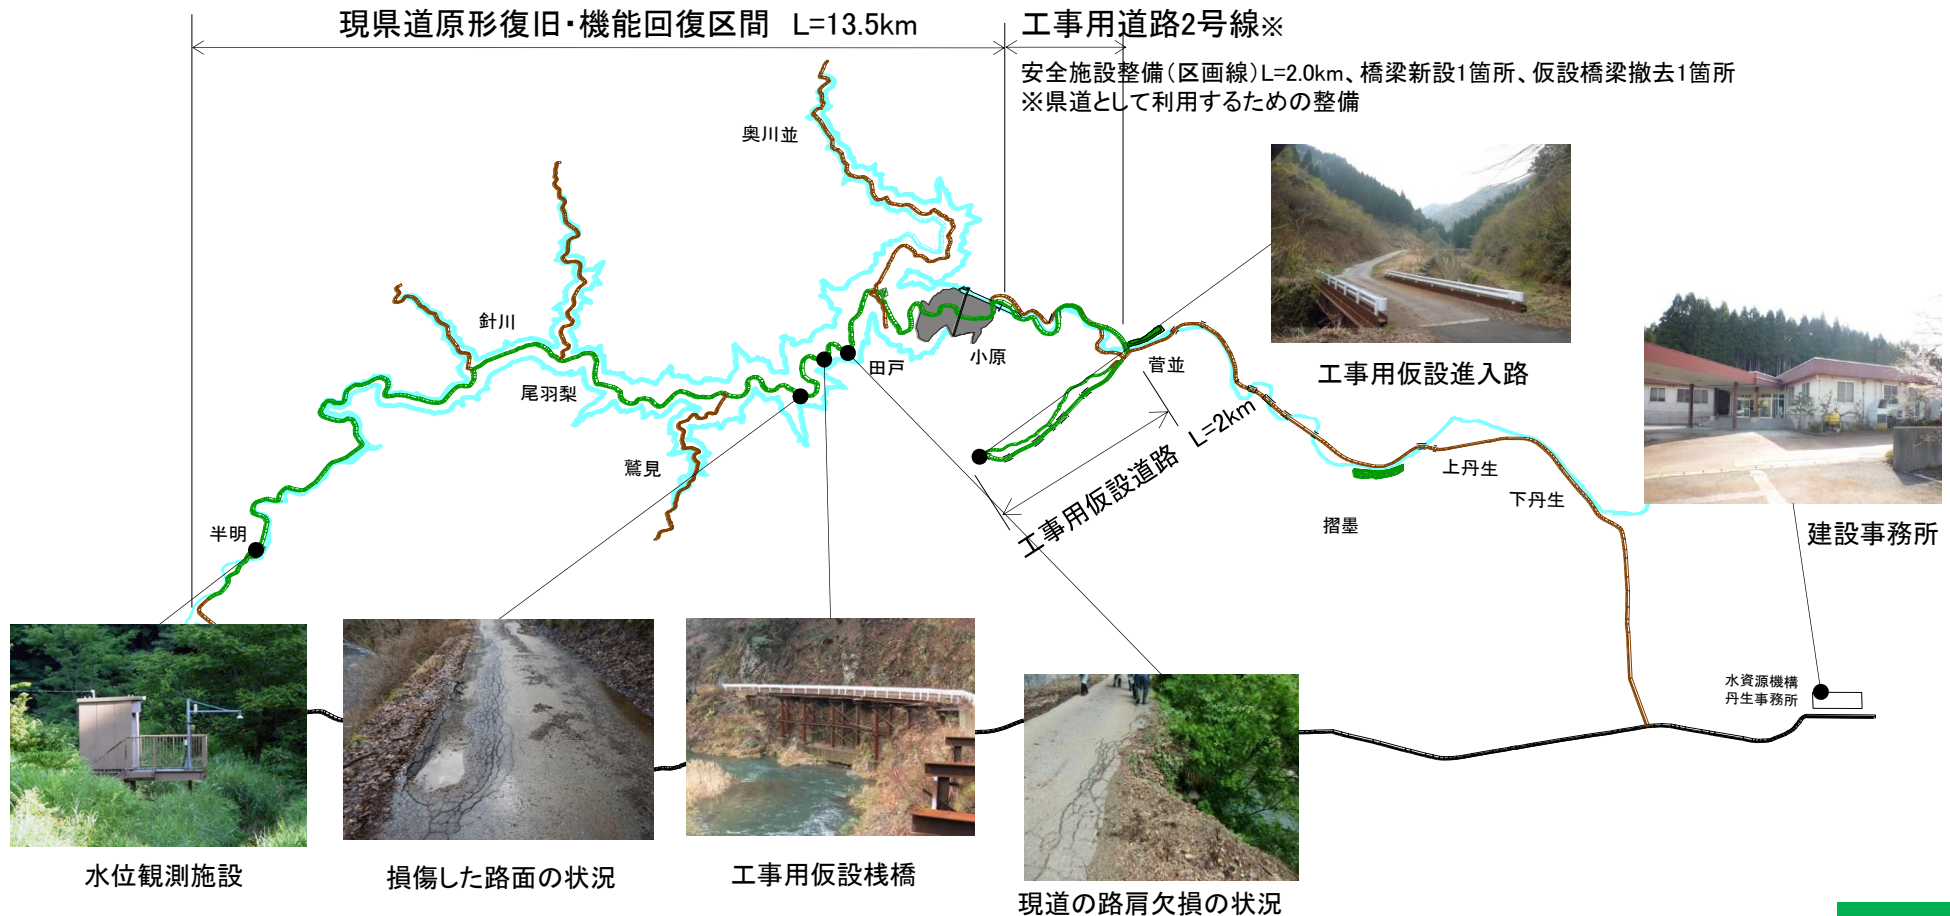 現県道原形復旧・機能回復区間 L=13.5km
工事用道路2号線※
安全施設整備（区画線）L=2.0km、橋梁新設1箇所、仮設橋梁撤去1箇所
※県道として利用するための整備
奥川並
針川
尾羽梨
田戸
小原
菅並
工事用仮設進入路
鷲見
工事用仮設道路 L=2km
上丹生
下丹生
摺墨
半明
建設事務所
水資源機構
丹生事務所
水位観測施設
損傷した路面の状況
工事用仮設桟橋
現道の路肩欠損の状況